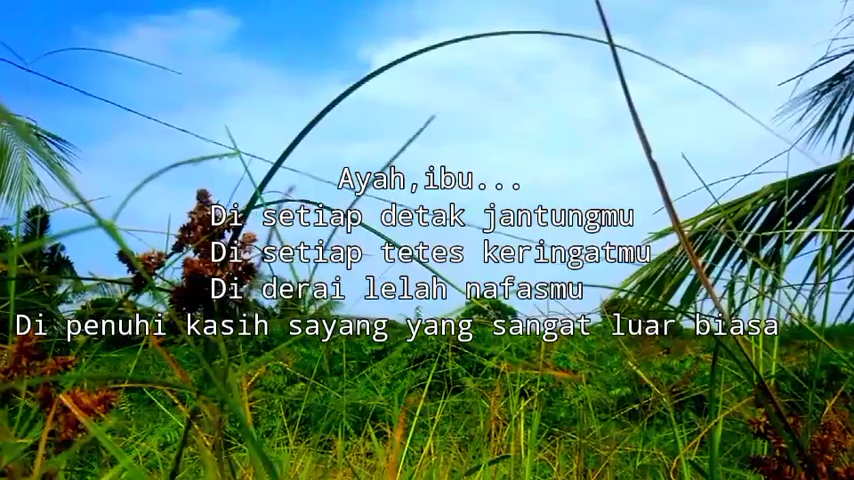 Ayah,ibu...
Di setiap detak jantungmu
Di setiap tetes keringatmu
Di derai lelah nafasmu
Di penuhi kasih sayang yang sangat luar biasa